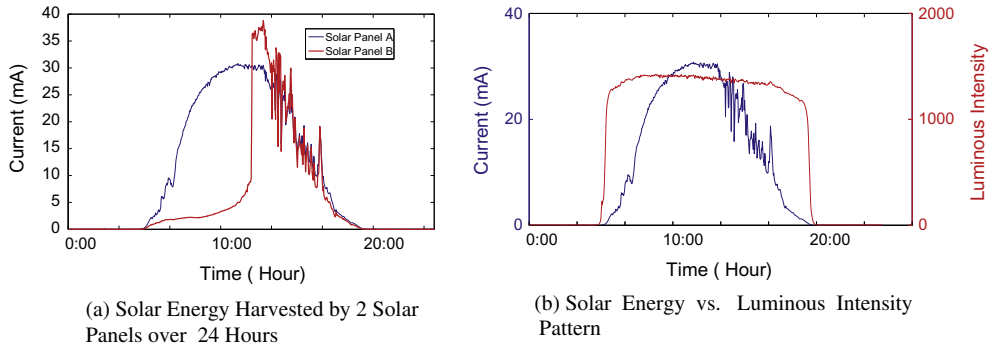 40
35
30
25
20
15
10
5
0
Current (mA)
Solar Panel A
Solar Panel B
0:00 10:00 20:00
Time ( Hour)
(a) Solar Energy Harvested by 2 Solar
Panels over 24 Hours
40
20
0
Current (mA)
2000
1000
0
Luminous Intensity
0:00 10:00 20:00
Time ( Hour)
(b) Solar Energy vs. Luminous Intensity
Pattern